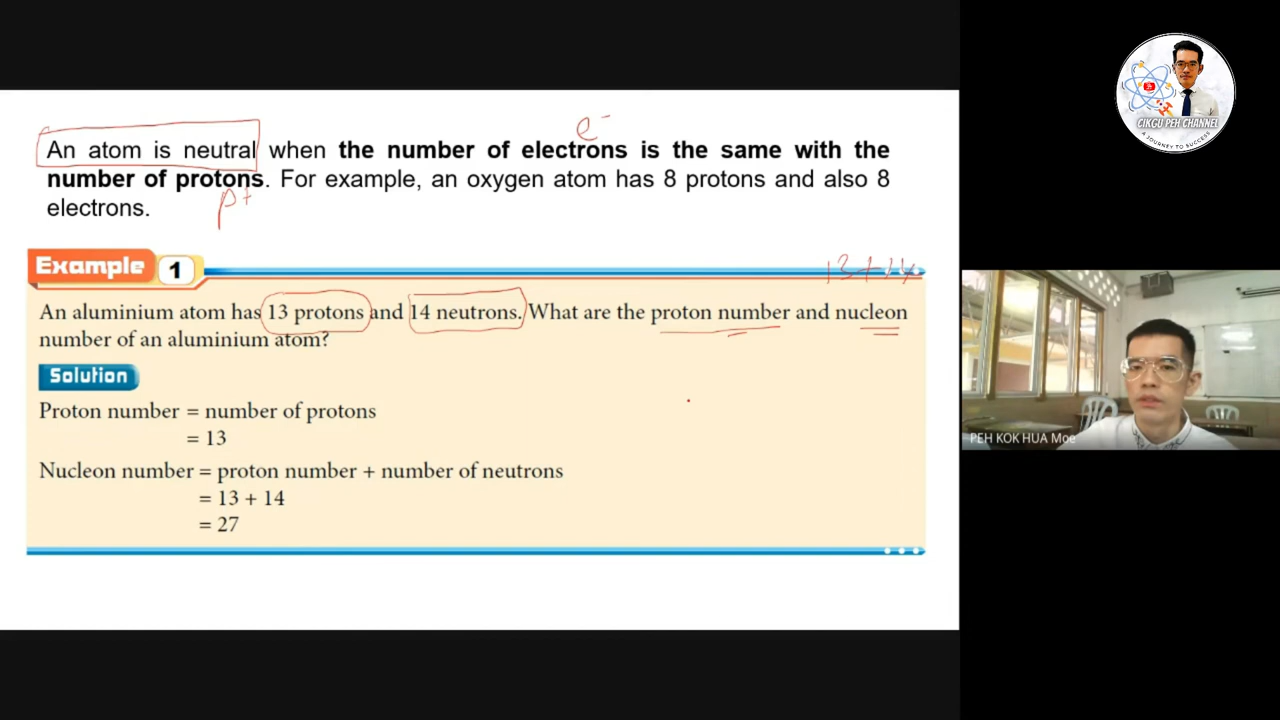 e-
An atom is neutral when the number of electrons is the same with the
number of protons. For example, an oxygen atom has 8 protons and also 8
p+
electrons.
Example 1
13+14
An aluminium atom has 13 protons and 14 neutrons. What are the proton number and nucleon
number of an aluminium atom?
Solution
Proton number = number of protons
= 13
Nucleon number = proton number + number of neutrons
= 13 + 14
= 27
CIKGU PEH CHANNEL
A JOURNEY TO SUCCESS
PEH KOK HUA Moe